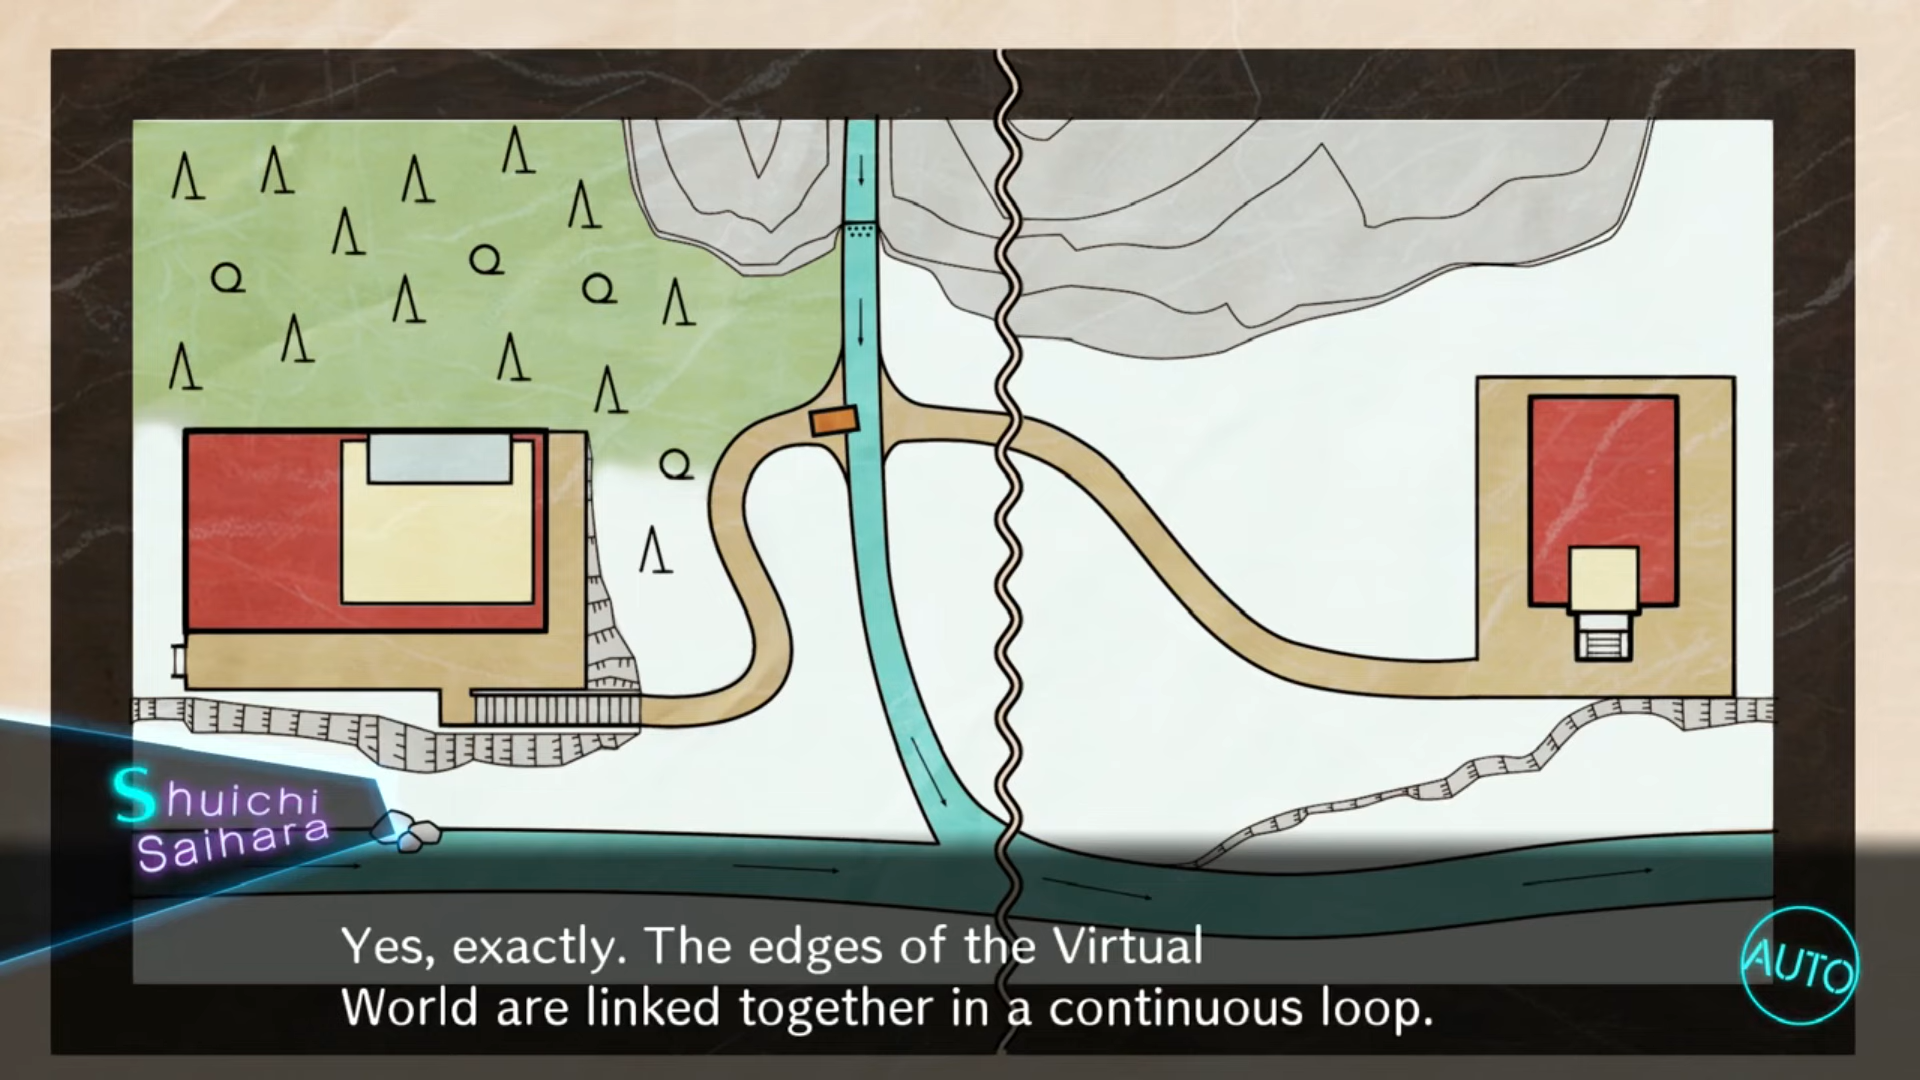 Shuichi
Saihara
Yes, exactly. The edges of the Virtual
World are linked together in a continuous loop.
AUTO